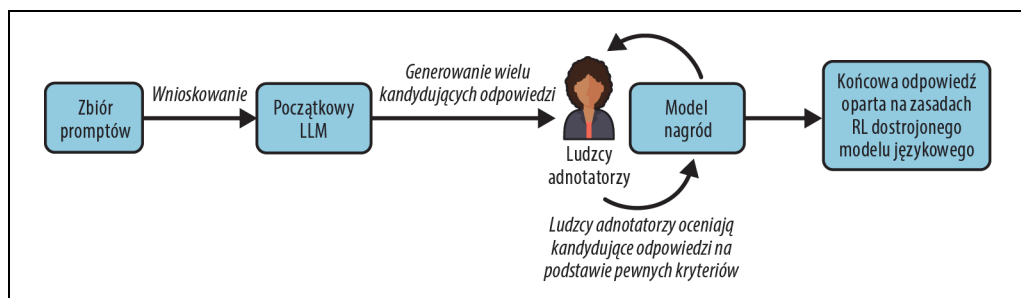 Zbiór
promptów
Wnioskowanie
Początkowy
LLM
Generowanie wielu
kandydujących odpowiedzi
Ludzcy
adnotatorzy
Model
nagród
Ludzcy adnotatorzy oceniają
kandydujące odpowiedzi na
podstawie pewnych kryteriów
Końcowa odpowiedź
oparta na zasadach
RL dostrojonego
modelu językowego